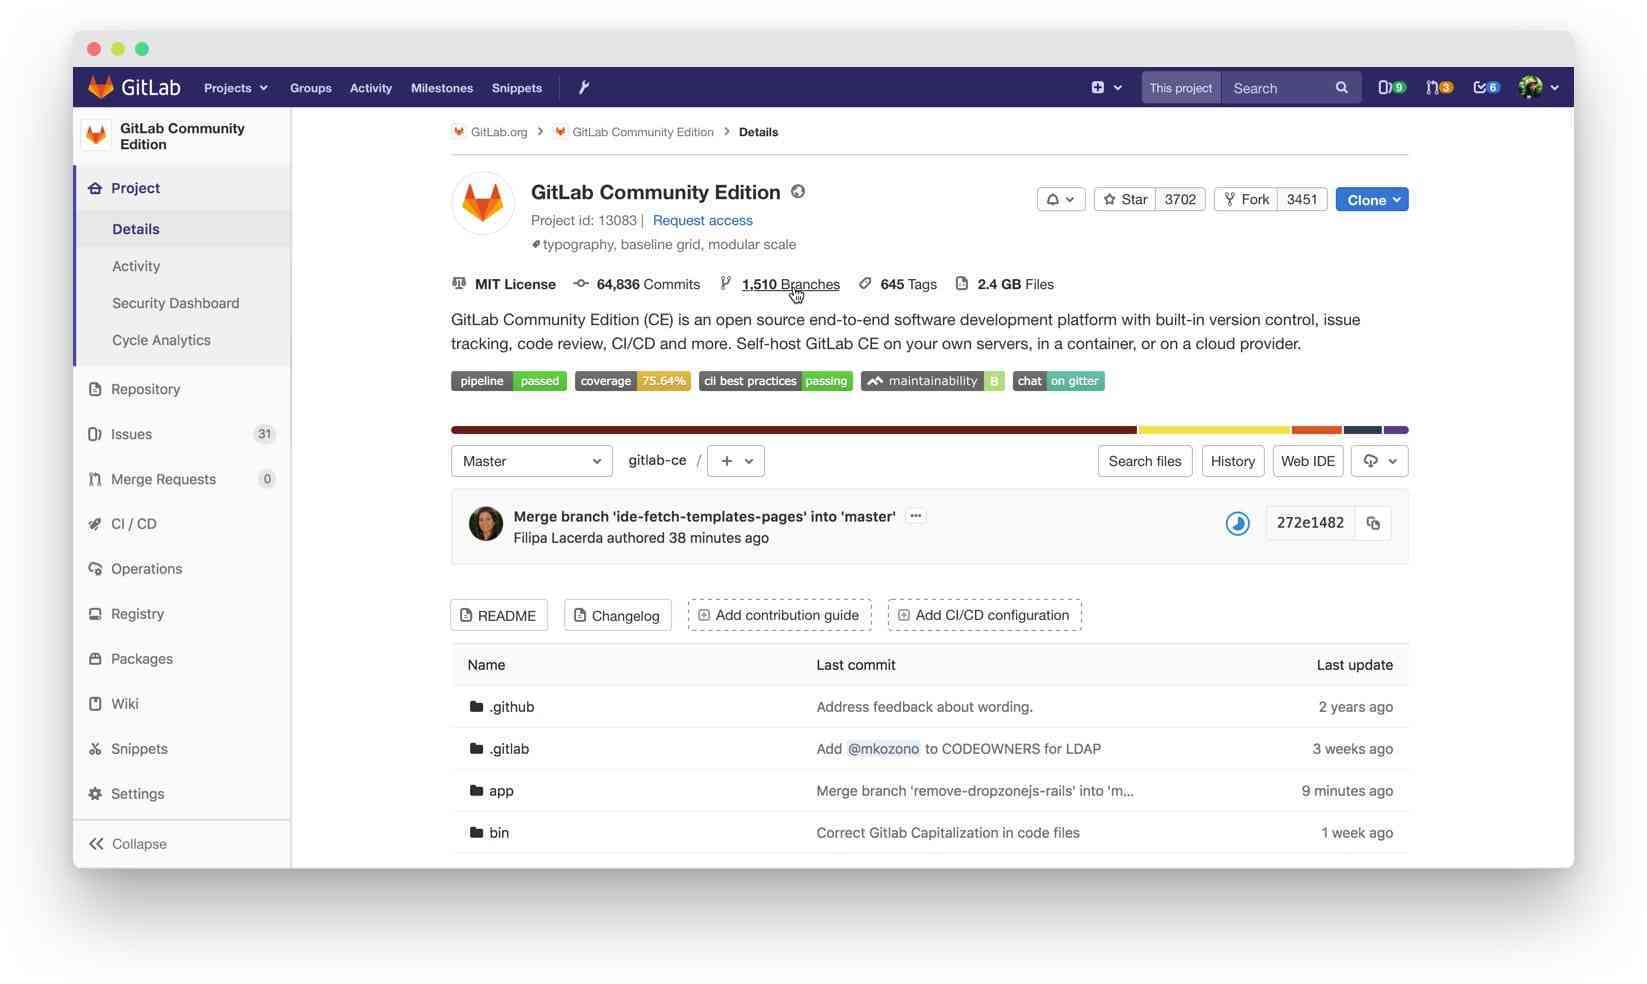 GitLab Projects Groups Activity Milestones Snippets This project Search 9 3 6
GitLab Community
Edition
Project
Details
Activity
Security Dashboard
Cycle Analytics
Repository
Issues 31
Merge Requests 0
CI / CD
Operations
Registry
Packages
Wiki
Snippets
Settings
Collapse
GitLab.org > GitLab Community Edition > Details
GitLab Community Edition
Project id: 13083 | Request access
typography, baseline grid, modular scale
Star 3702 Fork 3451 Clone
MIT License 64,836 Commits 1,510 Branches 645 Tags 2.4 GB Files
GitLab Community Edition (CE) is an open source end-to-end software development platform with built-in version control, issue
tracking, code review, CI/CD and more. Self-host GitLab CE on your own servers, in a container, or on a cloud provider.
pipeline passed coverage 75.64% cli best practices passing maintainability B chat on gitter
Master gitlab-ce / + Search files History Web IDE
Merge branch 'ide-fetch-templates-pages' into 'master' ...
Filipa Lacerda authored 38 minutes ago
272e1482
README Changelog Add contribution guide Add CI/CD configuration
Name Last commit Last update
.github Address feedback about wording. 2 years ago
.gitlab Add @mkozono to CODEOWNERS for LDAP 3 weeks ago
app Merge branch 'remove-dropzonejs-rails' into 'm... 9 minutes ago
bin Correct Gitlab Capitalization in code files 1 week ago